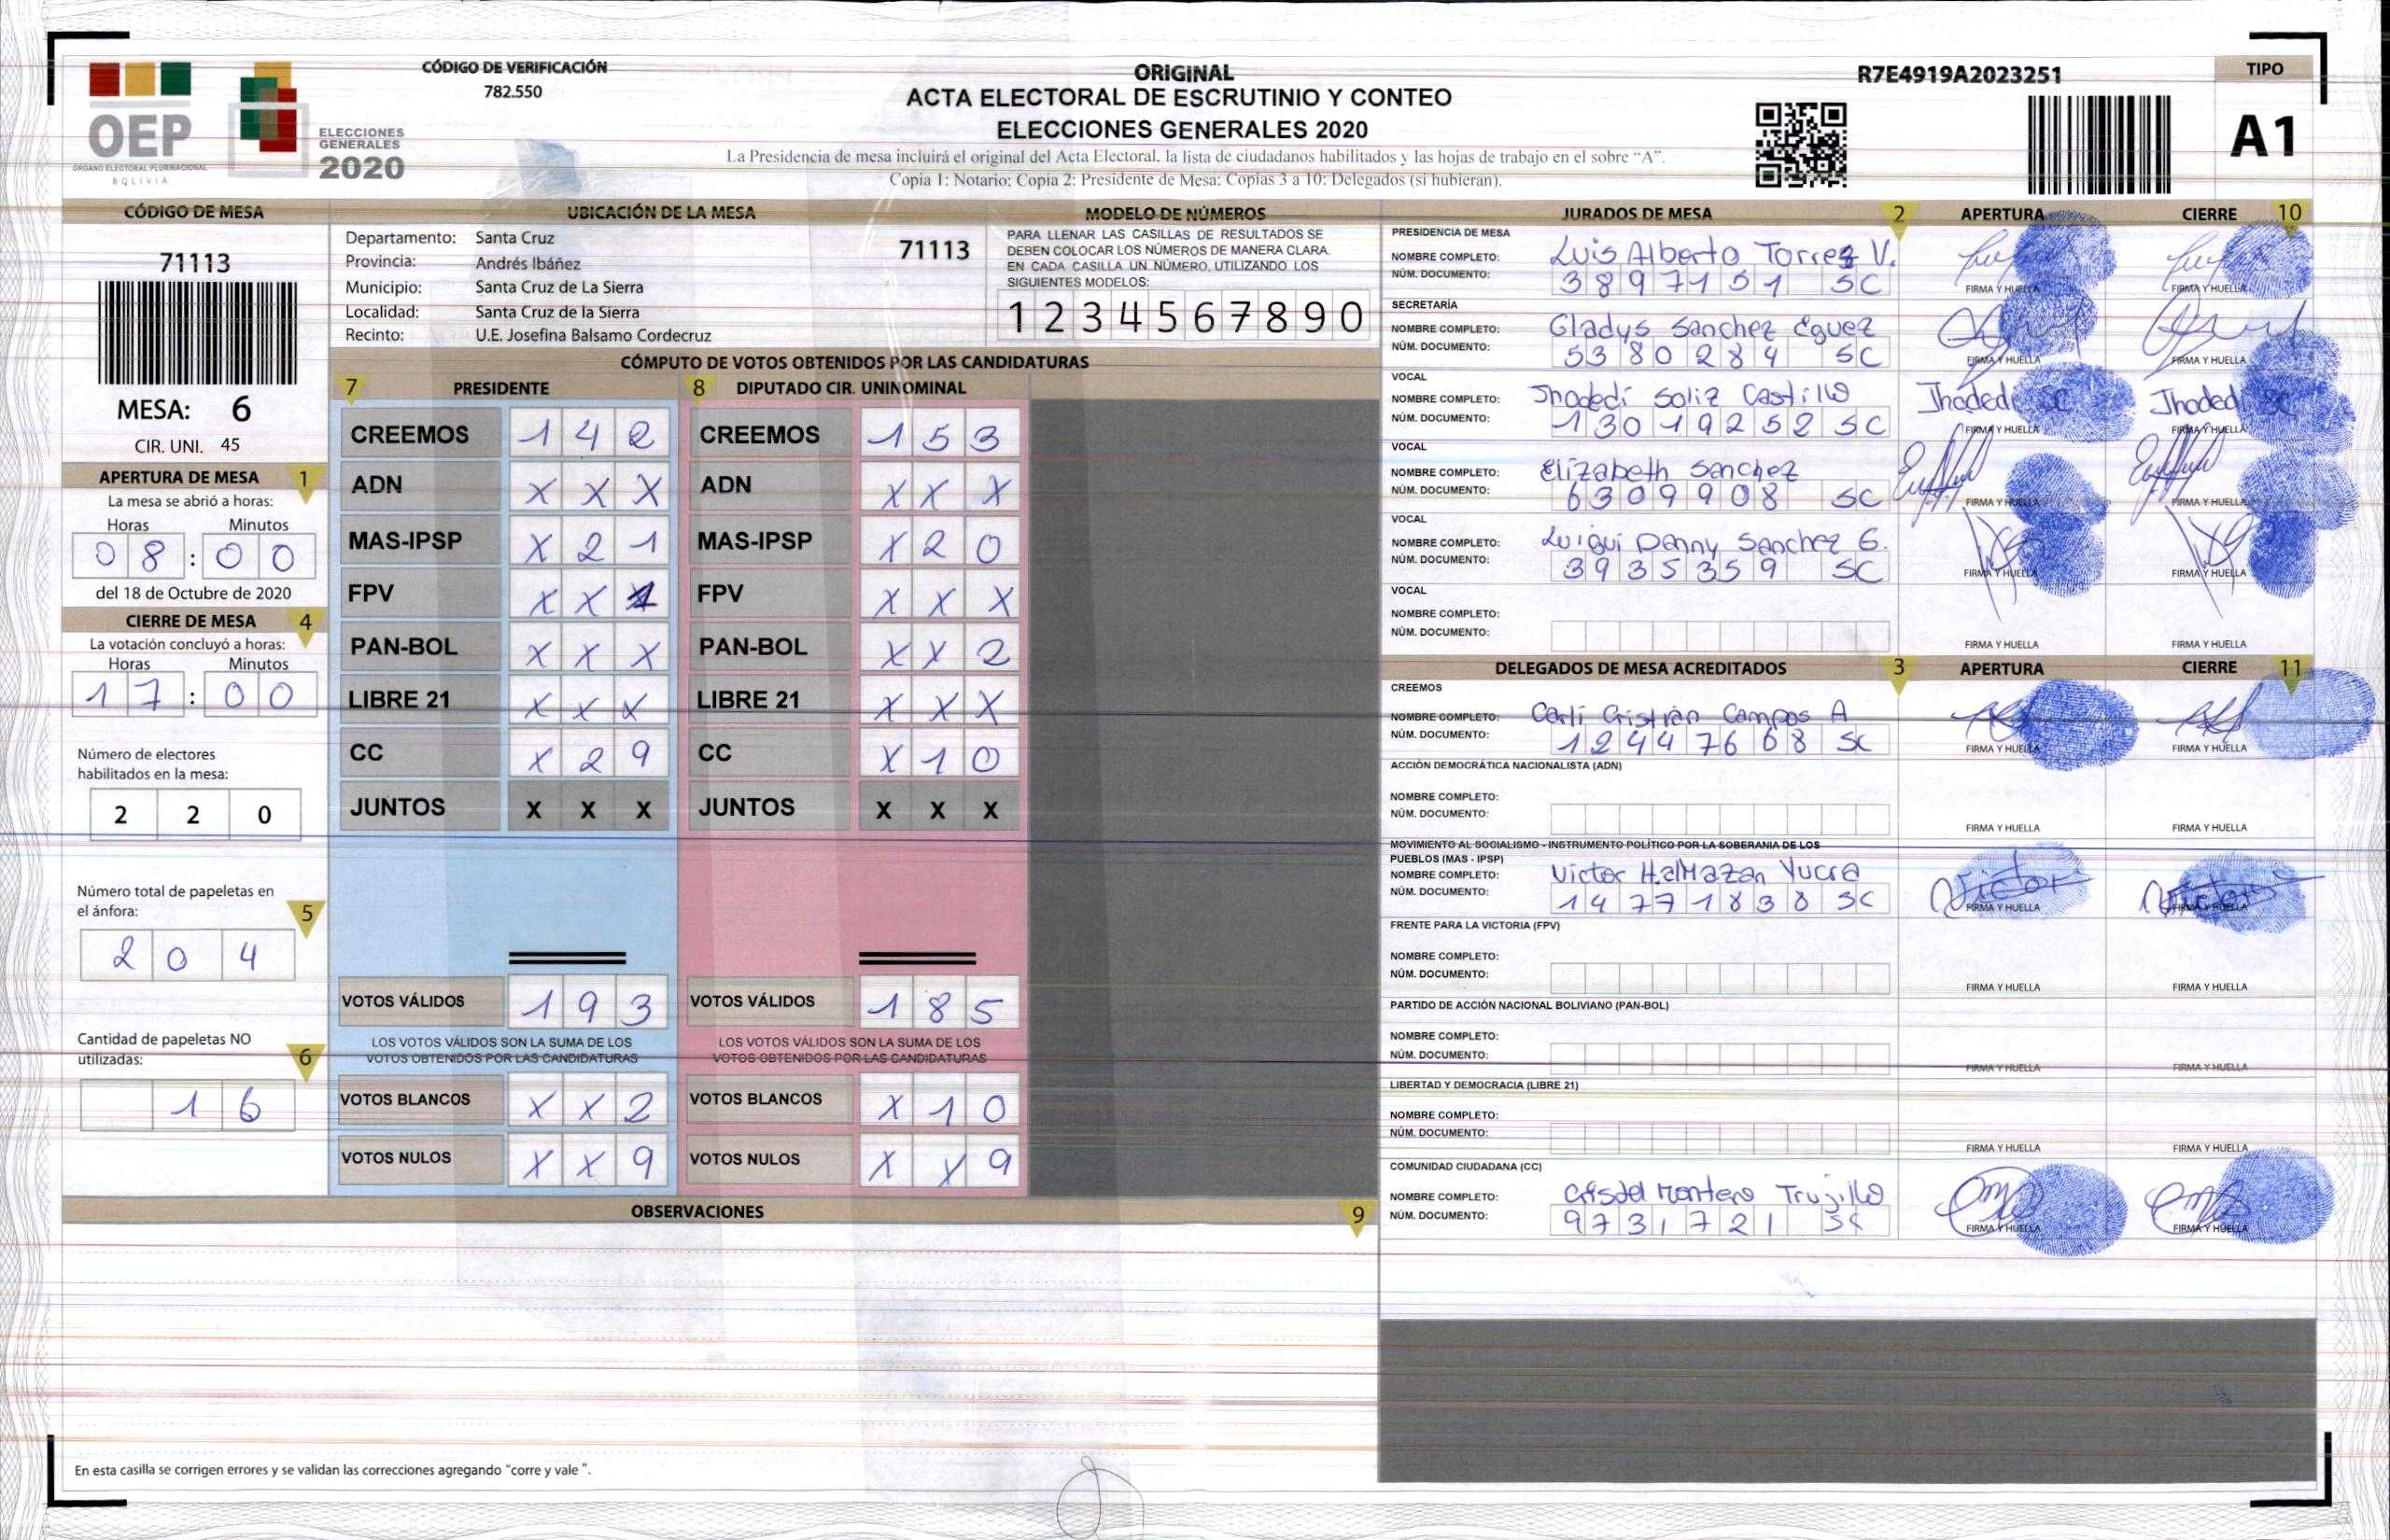 CÓDIGO DE VERIFICACIÓN
782.550
OEP
ÓRGANO ELECTORAL PLURINACIONAL
BOLIVIA
ELECCIONES
GENERALES
2020
ORIGINAL
ACTA ELECTORAL DE ESCRUTINIO Y CONTEO
ELECCIONES GENERALES 2020
La Presidencia de mesa incluirá el original del Acta Electoral, la lista de ciudadanos habilitados y las hojas de trabajo en el sobre “A”.
Copia 1: Notario; Copia 2: Presidente de Mesa; Copias 3 a 10: Delegados (si hubieran).
R7E4919A2023251
TIPO
A1
CÓDIGO DE MESA
71113
MESA: 6
CIR. UNI. 45
APERTURA DE MESA 1
La mesa se abrió a horas:
Horas Minutos
08:00
del 18 de Octubre de 2020
CIERRE DE MESA 4
La votación concluyó a horas:
Horas Minutos
17:00
Número de electores
habilitados en la mesa:
2 2 0
Número total de papeletas en
el ánfora: 5
2 0 4
Cantidad de papeletas NO
utilizadas: 6
1 6
UBICACIÓN DE LA MESA
Departamento: Santa Cruz
Provincia: Andrés Ibáñez
Municipio: Santa Cruz de La Sierra
Localidad: Santa Cruz de la Sierra
Recinto: U.E. Josefina Balsamo Cordecruz
71113
MODELO DE NÚMEROS
PARA LLENAR LAS CASILLAS DE RESULTADOS SE
DEBEN COLOCAR LOS NÚMEROS DE MANERA CLARA.
EN CADA CASILLA UN NÚMERO, UTILIZANDO LOS
SIGUIENTES MODELOS:
1 2 3 4 5 6 7 8 9 0
CÓMPUTO DE VOTOS OBTENIDOS POR LAS CANDIDATURAS
7 PRESIDENTE
CREEMOS 1 4 2
ADN X X X
MAS-IPSP X 2 1
FPV X X 1
PAN-BOL X X X
LIBRE 21 X X X
CC X 2 9
JUNTOS X X X
VOTOS VÁLIDOS 1 9 3
LOS VOTOS VÁLIDOS SON LA SUMA DE LOS
VOTOS OBTENIDOS POR LAS CANDIDATURAS
VOTOS BLANCOS X X 2
VOTOS NULOS X X 9
8 DIPUTADO CIR. UNINOMINAL
CREEMOS 1 5 3
ADN X X X
MAS-IPSP X 2 0
FPV X X X
PAN-BOL X X 2
LIBRE 21 X X X
CC X 1 0
JUNTOS X X X
VOTOS VÁLIDOS 1 8 5
LOS VOTOS VÁLIDOS SON LA SUMA DE LOS
VOTOS OBTENIDOS POR LAS CANDIDATURAS
VOTOS BLANCOS X 1 0
VOTOS NULOS X X 9
OBSERVACIONES 9
En esta casilla se corrigen errores y se validan las correcciones agregando “corre y vale ”.
JURADOS DE MESA 2 APERTURA CIERRE 10
PRESIDENCIA DE MESA
NOMBRE COMPLETO: Luis Alberto Torrez V.
NÚM. DOCUMENTO: 3897151 SC
FIRMA Y HUELLA FIRMA Y HUELLA
SECRETARÍA
NOMBRE COMPLETO: Gladys Sanchez Eguez
NÚM. DOCUMENTO: 5380284 SC
FIRMA Y HUELLA FIRMA Y HUELLA
VOCAL
NOMBRE COMPLETO: Jhadedi Soliz Castillo
NÚM. DOCUMENTO: 13019252 SC
Jhaded SC Jhaded SC
FIRMA Y HUELLA FIRMA Y HUELLA
VOCAL
NOMBRE COMPLETO: Elizabeth Sanchez
NÚM. DOCUMENTO: 6309908 SC
FIRMA Y HUELLA FIRMA Y HUELLA
VOCAL
NOMBRE COMPLETO: Luigui Danny Sanchez G.
NÚM. DOCUMENTO: 3935359 SC
FIRMA Y HUELLA FIRMA Y HUELLA
VOCAL
NOMBRE COMPLETO:
NÚM. DOCUMENTO:
FIRMA Y HUELLA FIRMA Y HUELLA
DELEGADOS DE MESA ACREDITADOS 3 APERTURA CIERRE 11
CREEMOS
NOMBRE COMPLETO: Carli Cristian Campos A
NÚM. DOCUMENTO: 12447668 SC
FIRMA Y HUELLA FIRMA Y HUELLA
ACCIÓN DEMOCRÁTICA NACIONALISTA (ADN)
NOMBRE COMPLETO:
NÚM. DOCUMENTO:
FIRMA Y HUELLA FIRMA Y HUELLA
MOVIMIENTO AL SOCIALISMO - INSTRUMENTO POLÍTICO POR LA SOBERANIA DE LOS
PUEBLOS (MAS - IPSP)
NOMBRE COMPLETO: Victor H. Almazan Yucra
NÚM. DOCUMENTO: 14771838 SC
Victor Victor
FIRMA Y HUELLA FIRMA Y HUELLA
FRENTE PARA LA VICTORIA (FPV)
NOMBRE COMPLETO:
NÚM. DOCUMENTO:
FIRMA Y HUELLA FIRMA Y HUELLA
PARTIDO DE ACCIÓN NACIONAL BOLIVIANO (PAN-BOL)
NOMBRE COMPLETO:
NÚM. DOCUMENTO:
FIRMA Y HUELLA FIRMA Y HUELLA
LIBERTAD Y DEMOCRACIA (LIBRE 21)
NOMBRE COMPLETO:
NÚM. DOCUMENTO:
FIRMA Y HUELLA FIRMA Y HUELLA
COMUNIDAD CIUDADANA (CC)
NOMBRE COMPLETO: Montero Trujillo
NÚM. DOCUMENTO: 9731721 SC
FIRMA Y HUELLA FIRMA Y HUELLA